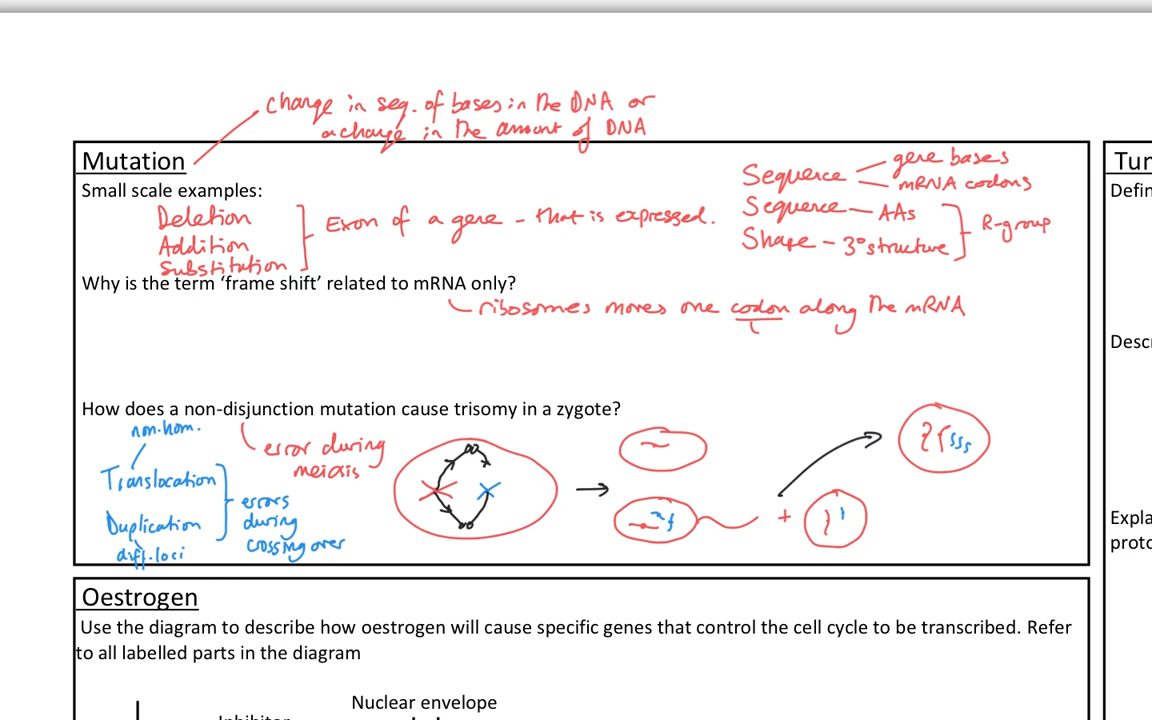 change in seq. of bases in the DNA or
a change in the amount of DNA
Mutation
Small scale examples:
Deletion
Addition
Substitution
Exon of a gene - that is expressed.
Sequence
gene bases
mRNA codons
Sequence - AAs
Shape - 3° structure
R-group
Why is the term ‘frame shift’ related to mRNA only?
ribosomes moves one codon along the mRNA
How does a non-disjunction mutation cause trisomy in a zygote?
non-hom.
error during
meiosis
Translocation
Duplication
diff. loci
errors
during
crossing over
+
Oestrogen
Use the diagram to describe how oestrogen will cause specific genes that control the cell cycle to be transcribed. Refer
to all labelled parts in the diagram
Nuclear envelope
Inhibitor
Tur
Defin
Desc
Expla
proto